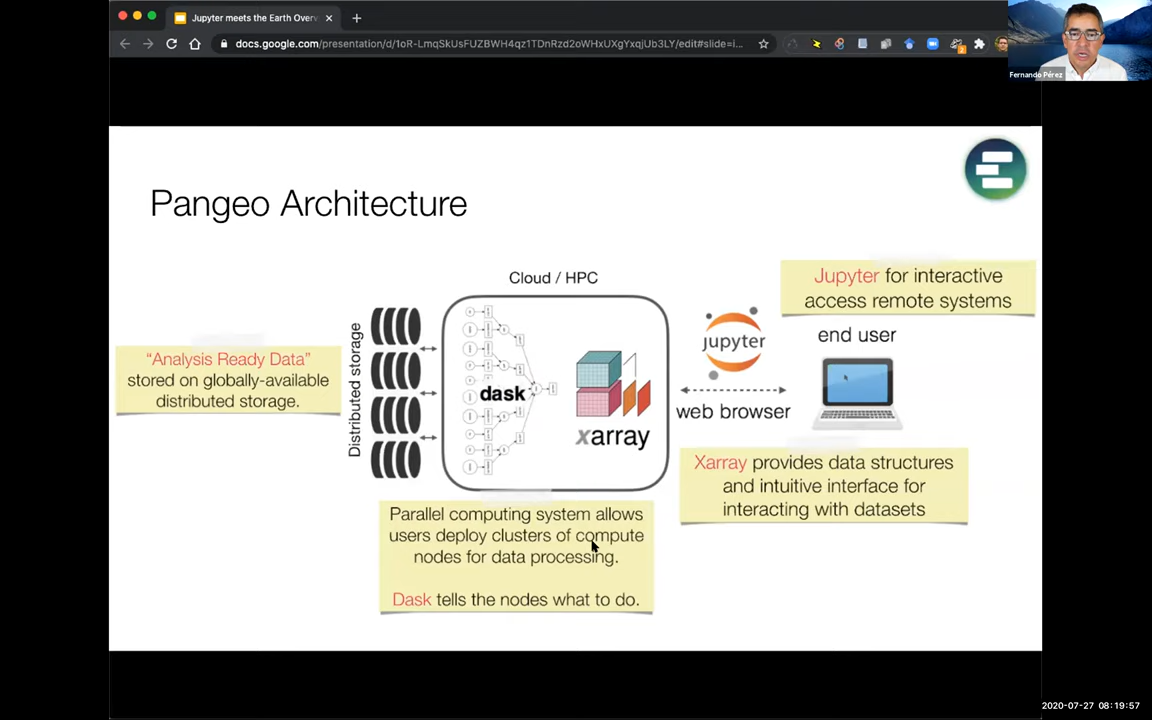 Jupyter meets the Earth Over
docs.google.com/presentation/d/1oR-LmqSkUsFUZBWH4qz1TDnRzd2oWHxUXgYxqjUb3LY/edit#slide=i...
Fernando Pérez
Pangeo Architecture
Cloud / HPC
Jupyter for interactive
access remote systems
"Analysis Ready Data"
stored on globally-available
distributed storage.
Distributed storage
dask
xarray
jupyter
web browser
end user
Xarray provides data structures
and intuitive interface for
interacting with datasets
Parallel computing system allows
users deploy clusters of compute
nodes for data processing.
Dask tells the nodes what to do.
2020-07-27 08:19:57